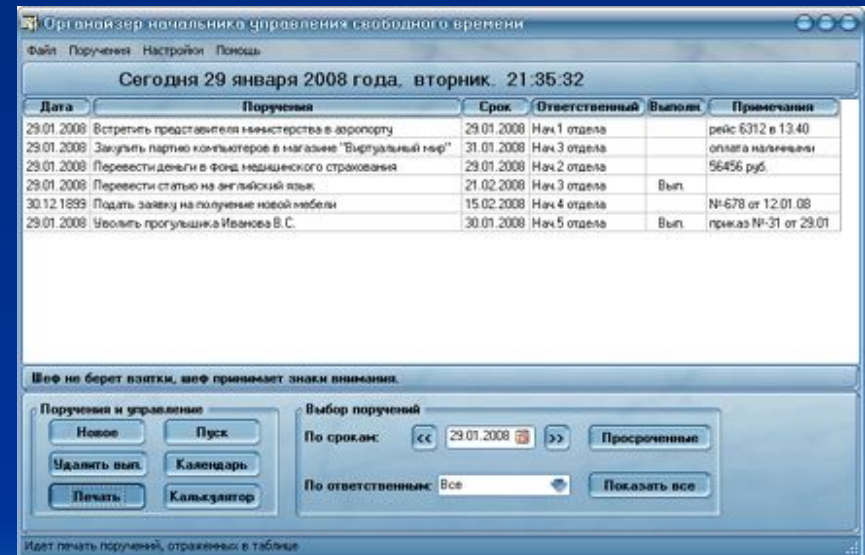 Органайзер начальника управления свободного времени
Файл Поручения Настройки Помощь
Сегодня 29 января 2008 года, вторник. 21:35:32
Дата Поручения Срок Ответственный Выполн. Примечания
29.01.2008 Встретить представителя министерства в аэропорту 29.01.2008 Нач.1 отдела рейс 6312 в 13.40
29.01.2008 Закупить партию компьютеров в магазине "Виртуальный мир" 31.01.2008 Нач.3 отдела оплата наличными
29.01.2008 Перевести деньги в Фонд медицинского страхования 29.01.2008 Нач.2 отдела 56456 руб.
29.01.2008 Перевести статью на английский язык 21.02.2008 Нач.3 отдела Вып.
30.12.1899 Подать заявку на получение новой мебели 15.02.2008 Нач.4 отдела №-678 от 12.01.08
29.01.2008 Уволить прогульщика Иванова В.С. 30.01.2008 Нач.5 отдела Вып. приказ №-31 от 29.01
Шеф не берет взятки, шеф принимает знаки внимания.
Поручения и управление
Новое Пуск
Удалить вып. Календарь
Печать Калькулятор
Выбор поручений
По срокам: << 29.01.2008 >> Просроченные
По ответственным: Все Показать все
Идет печать поручений, отраженных в таблице